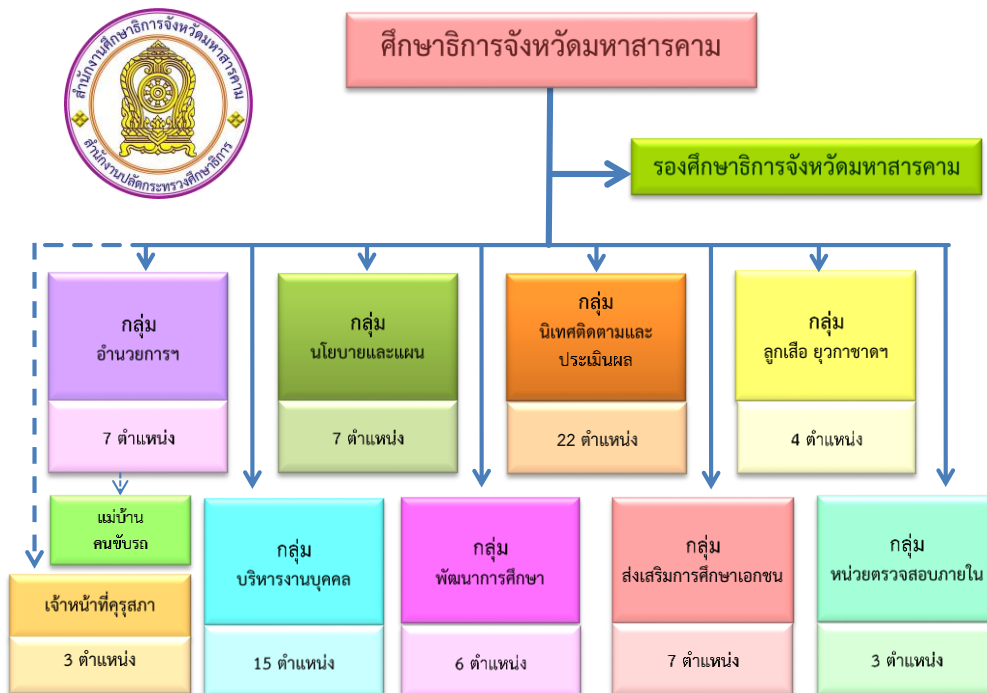 สำนักงานศึกษาธิการจังหวัดมหาสารคาม
สำนักงานปลัดกระทรวงศึกษาธิการ
ศึกษาธิการจังหวัดมหาสารคาม
รองศึกษาธิการจังหวัดมหาสารคาม
กลุ่ม
อำนวยการฯ
7 ตำแหน่ง
กลุ่ม
นโยบายและแผน
7 ตำแหน่ง
กลุ่ม
นิเทศติดตามและ
ประเมินผล
22 ตำแหน่ง
กลุ่ม
ลูกเสือ ยุวกาชาดฯ
4 ตำแหน่ง
แม่บ้าน
คนขับรถ
เจ้าหน้าที่คุรุสภา
3 ตำแหน่ง
กลุ่ม
บริหารงานบุคคล
15 ตำแหน่ง
กลุ่ม
พัฒนาการศึกษา
6 ตำแหน่ง
กลุ่ม
ส่งเสริมการศึกษาเอกชน
7 ตำแหน่ง
กลุ่ม
หน่วยตรวจสอบภายใน
3 ตำแหน่ง